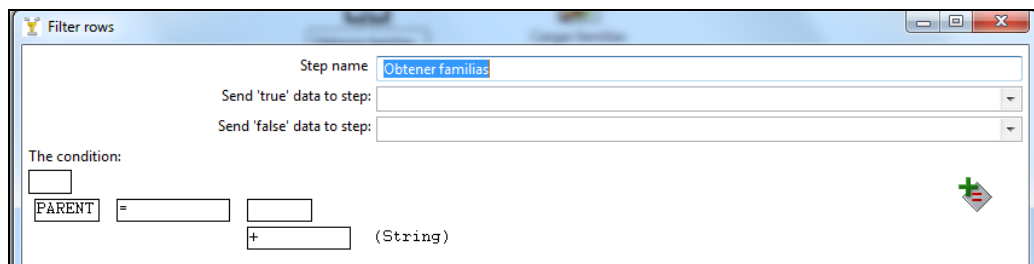 Filter rows
Step name Obtener familias
Send 'true' data to step:
Send 'false' data to step:
The condition:
PARENT =
+ (String)